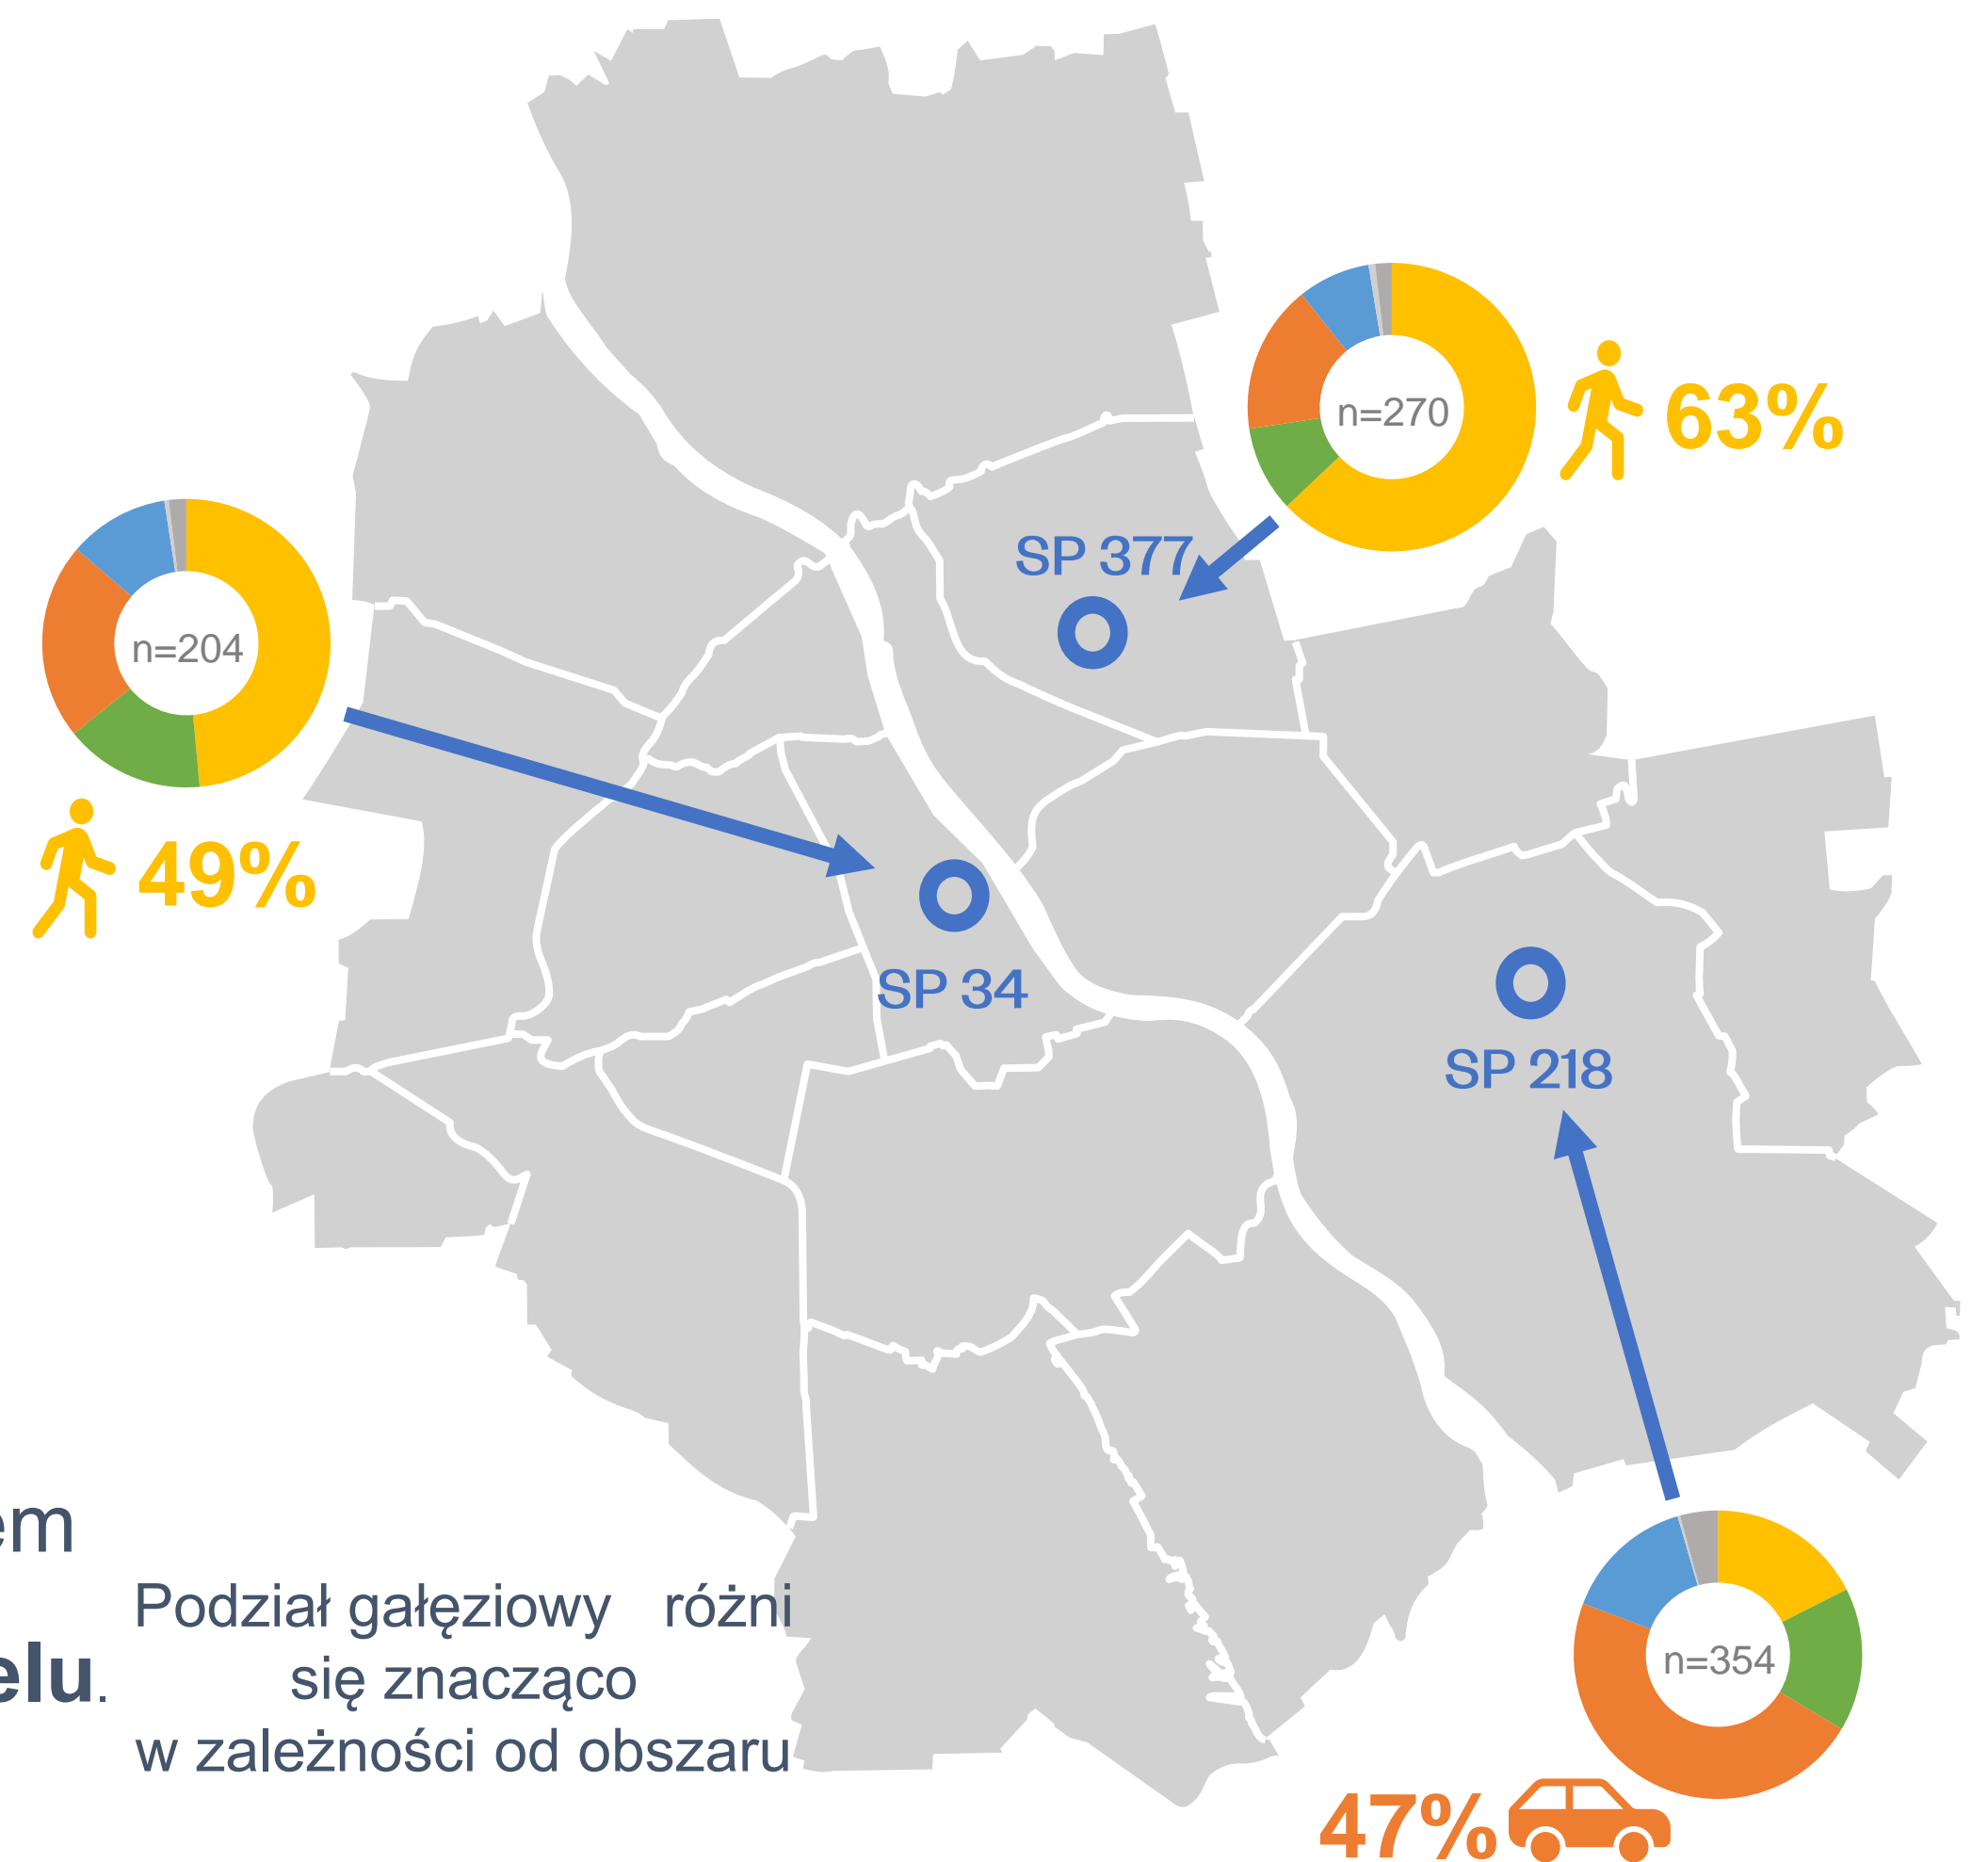 n=270
63%
SP 377
n=204
49%
SP 34
SP 218
em
Podział gałęziowy różni
n=354
elu.
się znacząco
w zależności od obszaru
47%